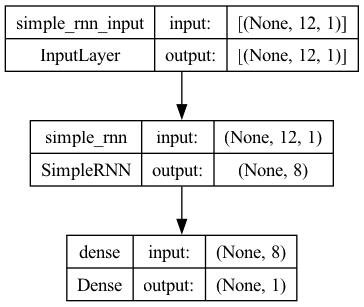 simple_rnn_input input: [(None, 12, 1)]
InputLayer output: [(None, 12, 1)]
simple_rnn input: (None, 12, 1)
SimpleRNN output: (None, 8)
dense input: (None, 8)
Dense output: (None, 1)